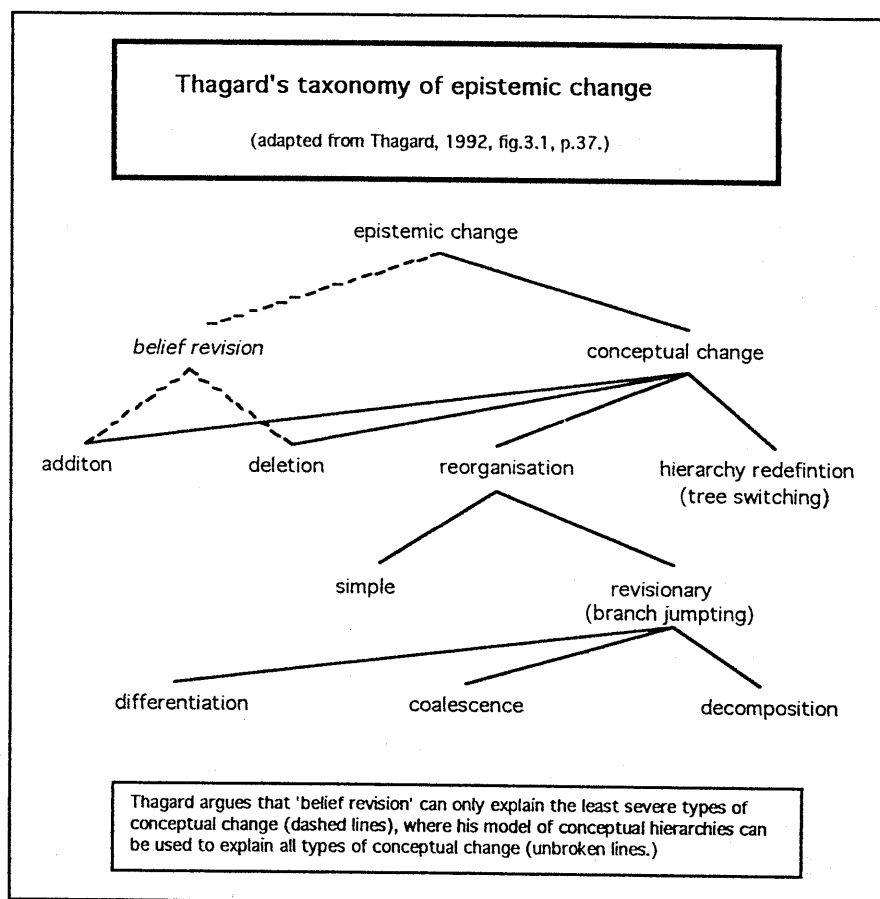 Thagard's taxonomy of epistemic change
(adapted from Thagard, 1992, fig.3.1, p.37.)
epistemic change
belief revision
conceptual change
additon
deletion
reorganisation
hierarchy redefintion
(tree switching)
simple
revisionary
(branch jumpting)
differentiation
coalescence
decomposition
Thagard argues that 'belief revision' can only explain the least severe types of
conceptual change (dashed lines), where his model of conceptual hierarchies can
be used to explain all types of conceptual change (unbroken lines.)